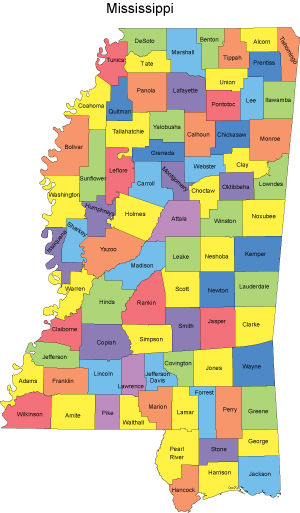 Mississippi
DeSoto
Benton
Alcorn
Tishomingo
Marshall
Tippah
Prentiss
Tunica
Tate
Union
Panola
Lafayette
Pontotoc
Lee
Itawamba
Coahoma
Quitman
Yalobusha
Calhoun
Chickasaw
Monroe
Tallahatchie
Bolivar
Grenada
Sunflower
Leflore
Carroll
Montgomery
Webster
Clay
Lowndes
Washington
Choctaw
Oktibbeha
Humphreys
Holmes
Attala
Winston
Noxubee
Sharkey
Issaquena
Yazoo
Madison
Leake
Neshoba
Kemper
Warren
Hinds
Rankin
Scott
Newton
Lauderdale
Claiborne
Copiah
Simpson
Smith
Jasper
Clarke
Jefferson
Adams
Franklin
Lincoln
Lawrence
Jefferson
Davis
Covington
Jones
Wayne
Wilkinson
Amite
Pike
Walthall
Marion
Lamar
Forrest
Perry
Greene
Pearl
River
Stone
George
Hancock
Harrison
Jackson